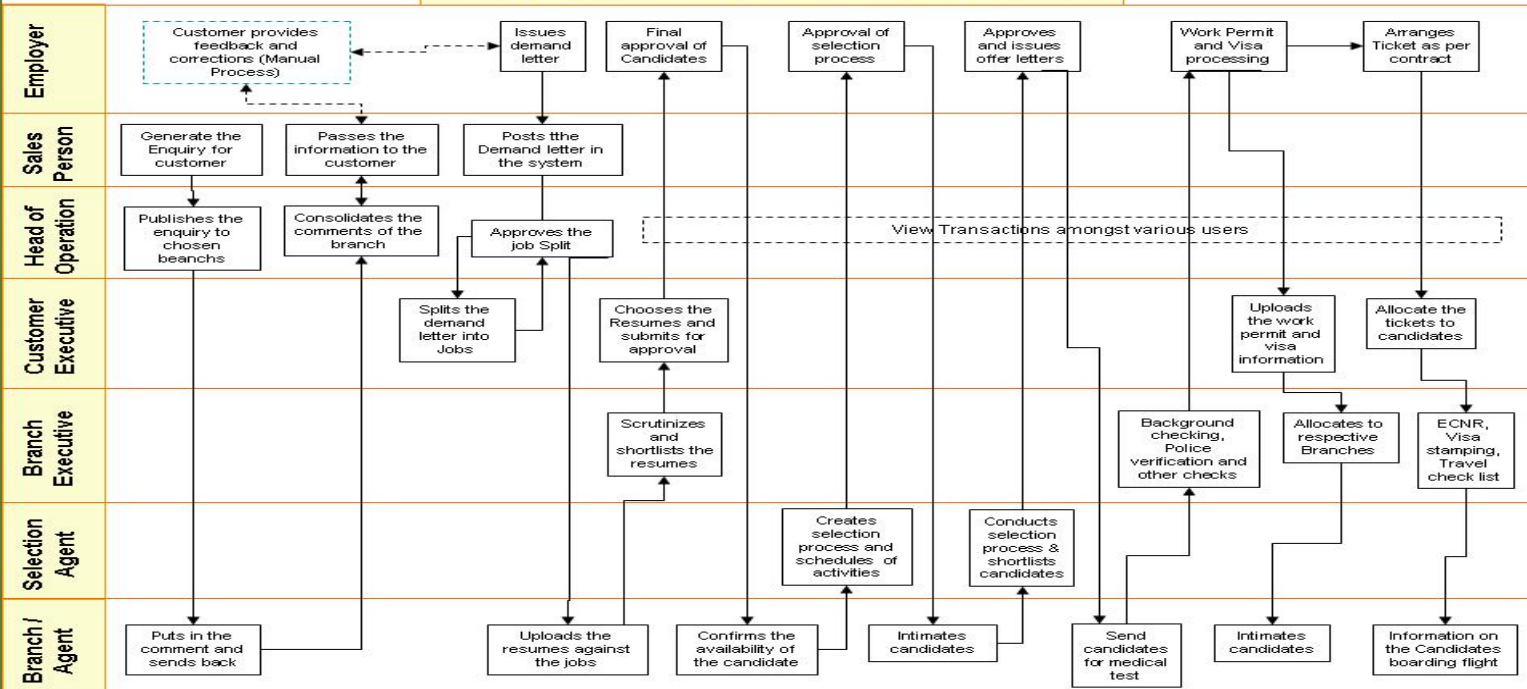 Employer
Customer provides
feedback and
corrections (Manual
Process)
Issues
demand
letter
Final
approval of
Candidates
Approval of
selection
process
Approves
and issues
offer letters
Work Permit
and Visa
processing
Arranges
Ticket as per
contract
Sales
Person
Generate the
Enquiry for
customer
Passes the
information to the
customer
Posts tthe
Demand letter in
the system
Head of
Operation
Publishes the
enquiry to
chosen
beanchs
Consolidates the
comments of the
branch
Approves the
job Split
View Transactions amongst various users
Customer
Executive
Splits the
demand
letter into
Jobs
Chooses the
Resumes and
submits for
approval
Uploads
the work
permit and
visa
information
Allocate the
tickets to
candidates
Branch
Executive
Scrutinizes
and
shortlists the
resumes
Background
checking,
Police
verification and
other checks
Allocates to
respective
Branches
ECNR,
Visa
stamping,
Travel
check list
Selection
Agent
Creates
selection
process and
schedules of
activities
Conducts
selection
process &
shortlists
candidates
Branch /
Agent
Puts in the
comment and
sends back
Uploads the
resumes against
the jobs
Confirms the
availability of
the candidate
Intimates
candidates
Send
candidates
for medical
test
Intimates
candidates
Information on
the Candidates
boarding flight